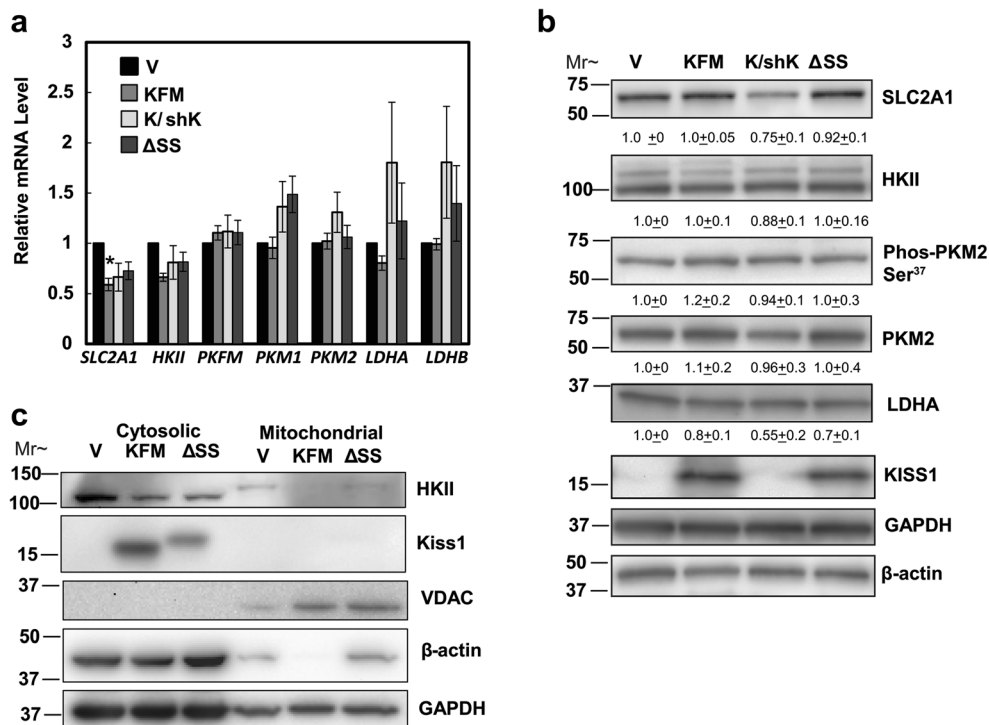 a
Relative mRNA Level
3
2.5
2
1.5
1
0.5
0
V
KFM
K/ shK
ΔSS
*
SLC2A1 HKII PKFM PKM1 PKM2 LDHA LDHB
b
Mr~ V KFM K/shK ΔSS
75
50
SLC2A1
1.0 ±0 1.0±0.05 0.75±0.1 0.92±0.1
100
HKII
1.0±0 1.0±0.1 0.88±0.1 1.0±0.16
75
50
Phos-PKM2
Ser37
1.0±0 1.2±0.2 0.94±0.1 1.0±0.3
75
50
PKM2
1.0±0 1.1±0.2 0.96±0.3 1.0±0.4
37
LDHA
1.0±0 0.8±0.1 0.55±0.2 0.7±0.1
15
KISS1
37
GAPDH
50
37
β-actin
c
Cytosolic Mitochondrial
Mr~ V KFM ΔSS V KFM ΔSS
150
100
HKII
15
Kiss1
37
VDAC
50
37
β-actin
37
GAPDH